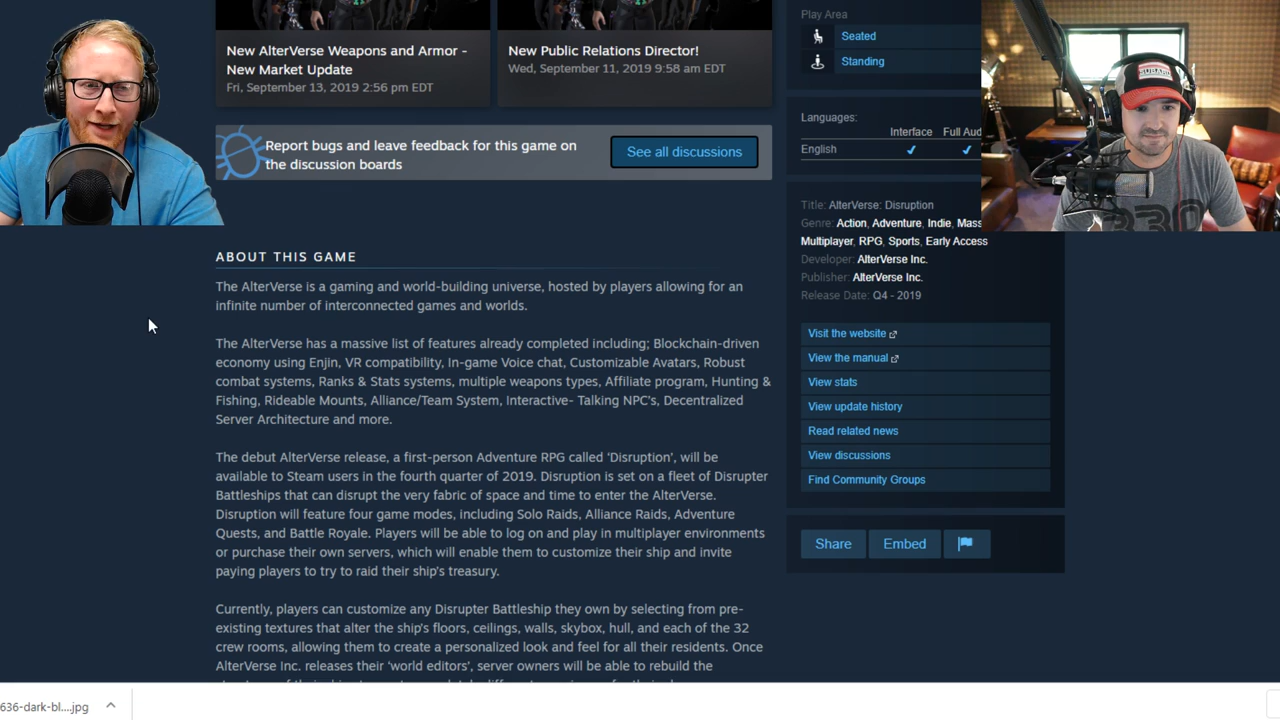 New AlterVerse Weapons and Armor -
New Market Update
Fri, September 13, 2019 2:56 pm EDT
New Public Relations Director!
Wed, September 11, 2019 9:58 am EDT
Report bugs and leave feedback for this game on
the discussion boards
See all discussions
ABOUT THIS GAME
The AlterVerse is a gaming and world-building universe, hosted by players allowing for an
infinite number of interconnected games and worlds.
The AlterVerse has a massive list of features already completed including; Blockchain-driven
economy using Enjin, VR compatibility, In-game Voice chat, Customizable Avatars, Robust
combat systems, Ranks & Stats systems, multiple weapons types, Affiliate program, Hunting &
Fishing, Rideable Mounts, Alliance/Team System, Interactive- Talking NPC's, Decentralized
Server Architecture and more.
The debut AlterVerse release, a first-person Adventure RPG called 'Disruption', will be
available to Steam users in the fourth quarter of 2019. Disruption is set on a fleet of Disrupter
Battleships that can disrupt the very fabric of space and time to enter the AlterVerse.
Disruption will feature four game modes, including Solo Raids, Alliance Raids, Adventure
Quests, and Battle Royale. Players will be able to log on and play in multiplayer environments
or purchase their own servers, which will enable them to customize their ship and invite
paying players to try to raid their ship's treasury.
Currently, players can customize any Disrupter Battleship they own by selecting from pre-
existing textures that alter the ship's floors, ceilings, walls, skybox, hull, and each of the 32
crew rooms, allowing them to create a personalized look and feel for all their residents. Once
AlterVerse Inc. releases their 'world editors', server owners will be able to rebuild the
Play Area
Seated
Standing
Languages:
Interface Full Aud
English ✔ ✔
Title: AlterVerse: Disruption
Genre: Action, Adventure, Indie, Mass
Multiplayer, RPG, Sports, Early Access
Developer: AlterVerse Inc.
Publisher: AlterVerse Inc.
Release Date: Q4 - 2019
Visit the website
View the manual
View stats
View update history
Read related news
View discussions
Find Community Groups
Share Embed
SUBARU
636-dark-bl....jpg